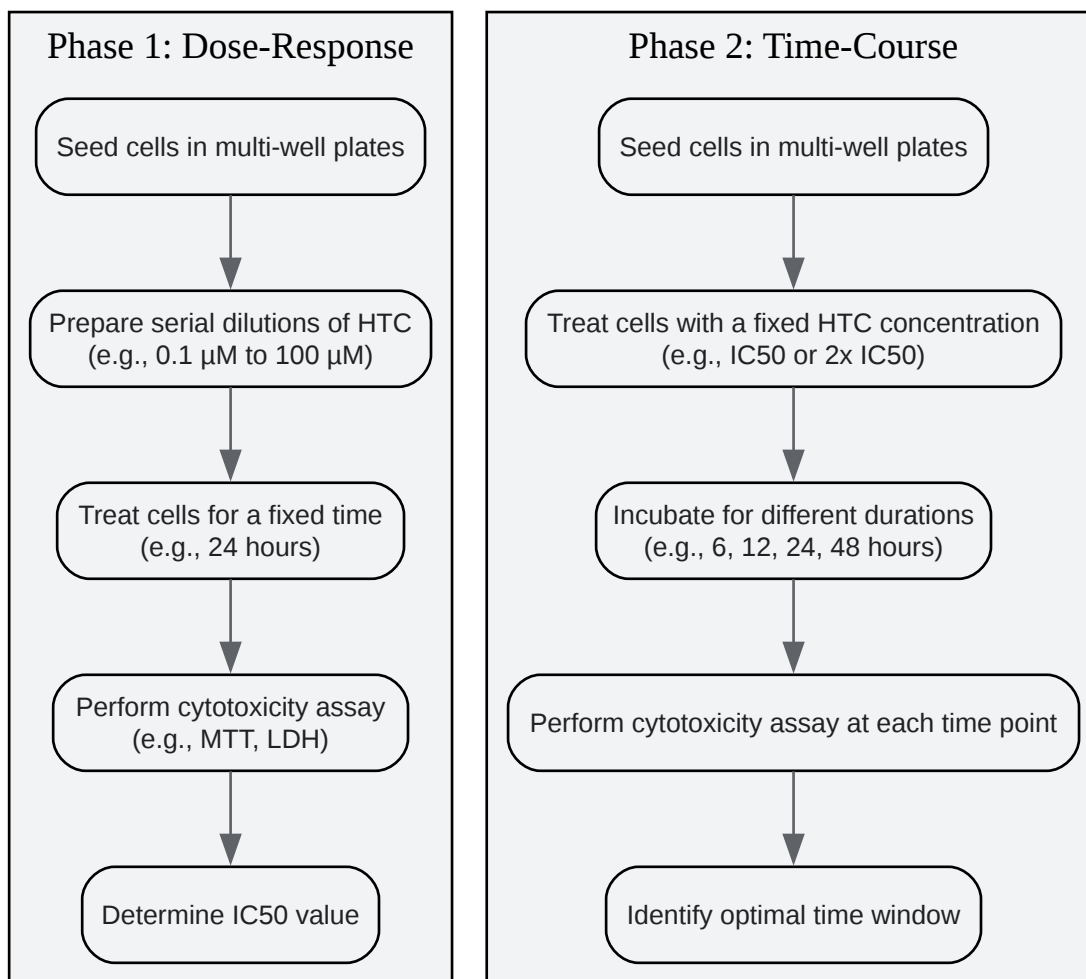 Phase 1: Dose-Response
Seed cells in multi-well plates
Prepare serial dilutions of HTC
(e.g., 0.1 µM to 100 µM)
Treat cells for a fixed time
(e.g., 24 hours)
Perform cytotoxicity assay
(e.g., MTT, LDH)
Determine IC50 value
Phase 2: Time-Course
Seed cells in multi-well plates
Treat cells with a fixed HTC concentration
(e.g., IC50 or 2x IC50)
Incubate for different durations
(e.g., 6, 12, 24, 48 hours)
Perform cytotoxicity assay at each time point
Identify optimal time window